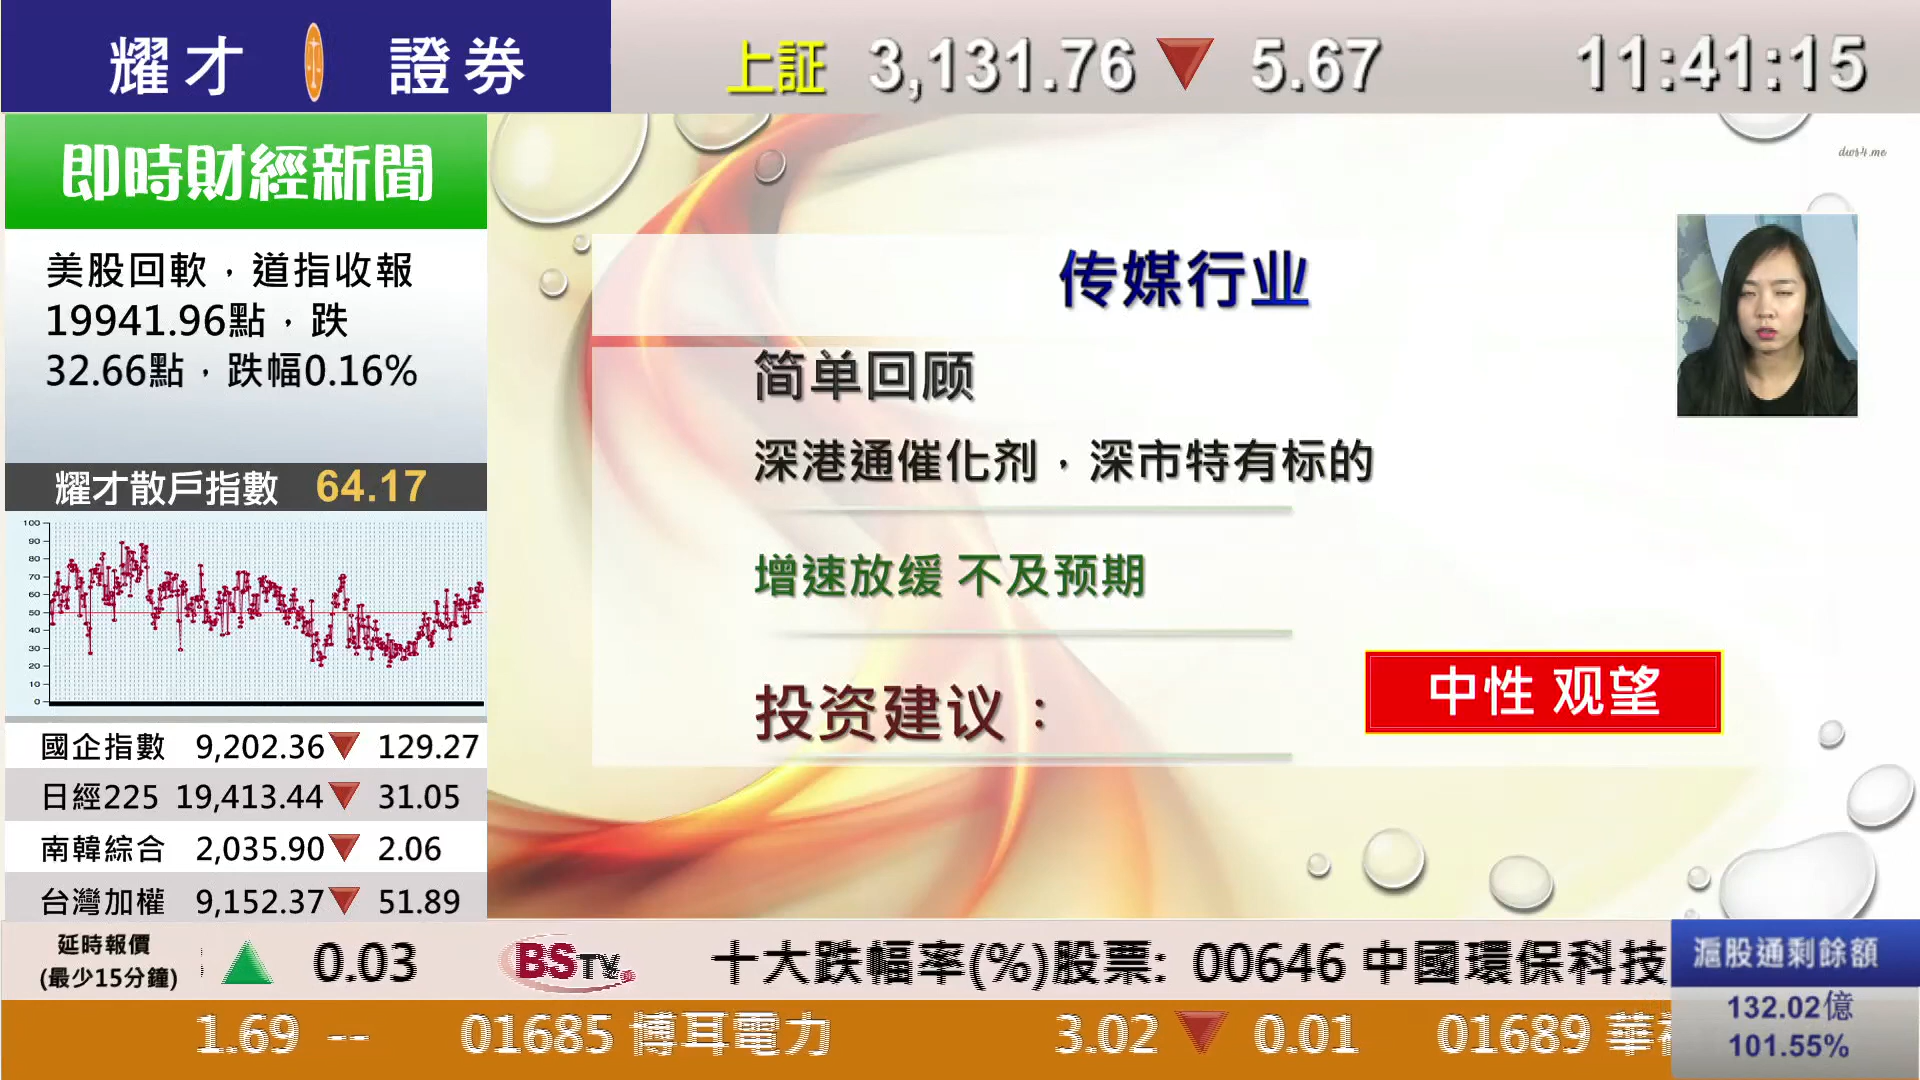 耀才 證券
上証 3,131.76 5.67
11:41:15
即時財經新聞
美股回軟，道指收報
19941.96點，跌
32.66點，跌幅0.16%
耀才散戶指數 64.17
100
90
80
70
60
50
40
30
20
10
0
國企指數 9,202.36 129.27
日經225 19,413.44 31.05
南韓綜合 2,035.90 2.06
台灣加權 9,152.37 51.89
dws4.me
传媒行业
简单回顾
深港通催化剂，深市特有标的
增速放缓 不及预期
投资建议：
中性 观望
延時報價
(最少15分鐘)
0.03 BSTV 十大跌幅率(%)股票: 00646 中國環保科技
滬股通剩餘額
132.02億
101.55%
1.69 -- 01685 博耳電力 3.02 0.01 01689 華